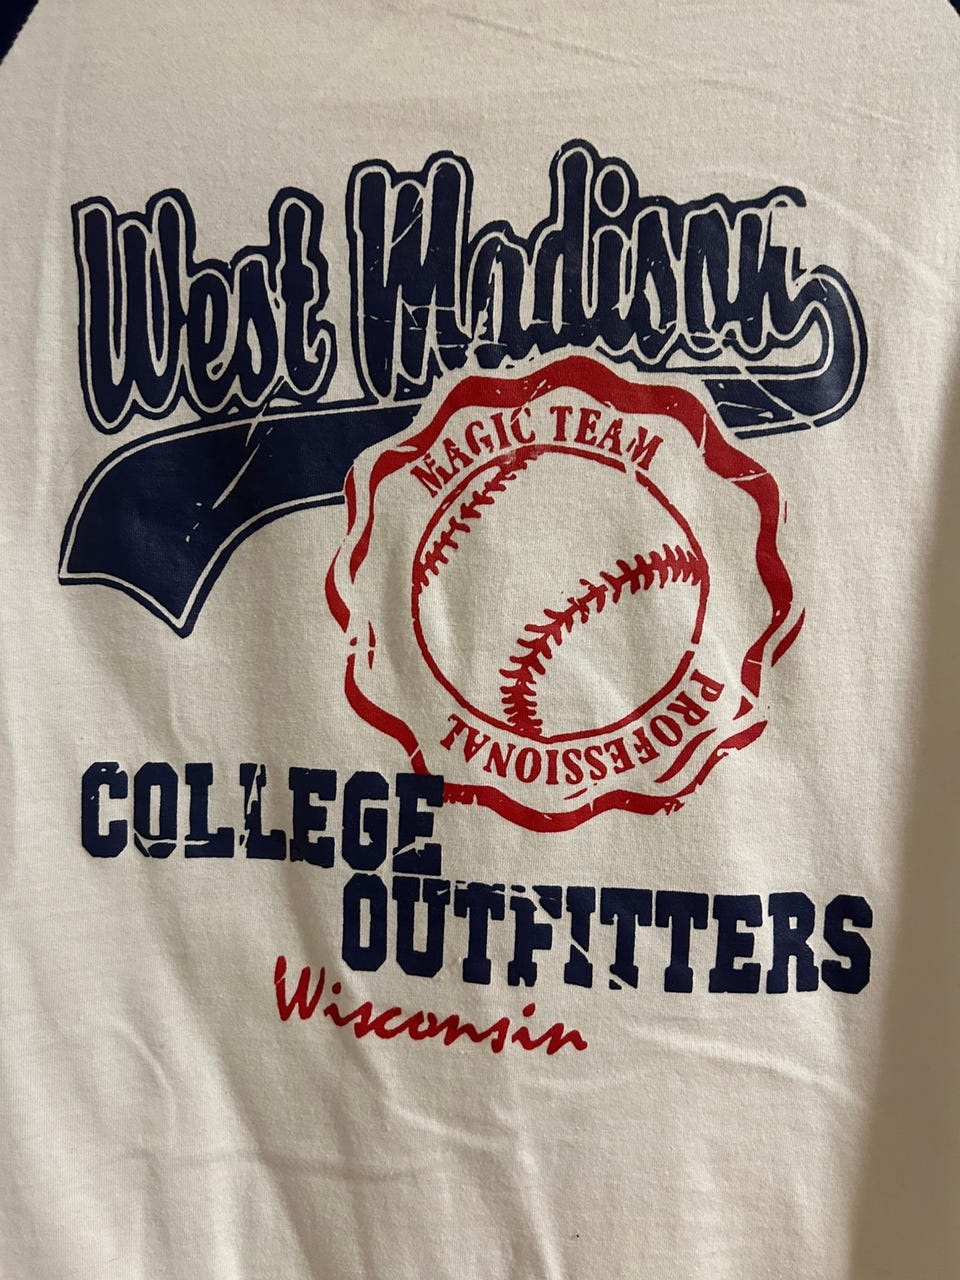 West Madison
MAGIC TEAM
PROFESSIONAL
COLLEGE
OUTFITTERS
Wisconsin